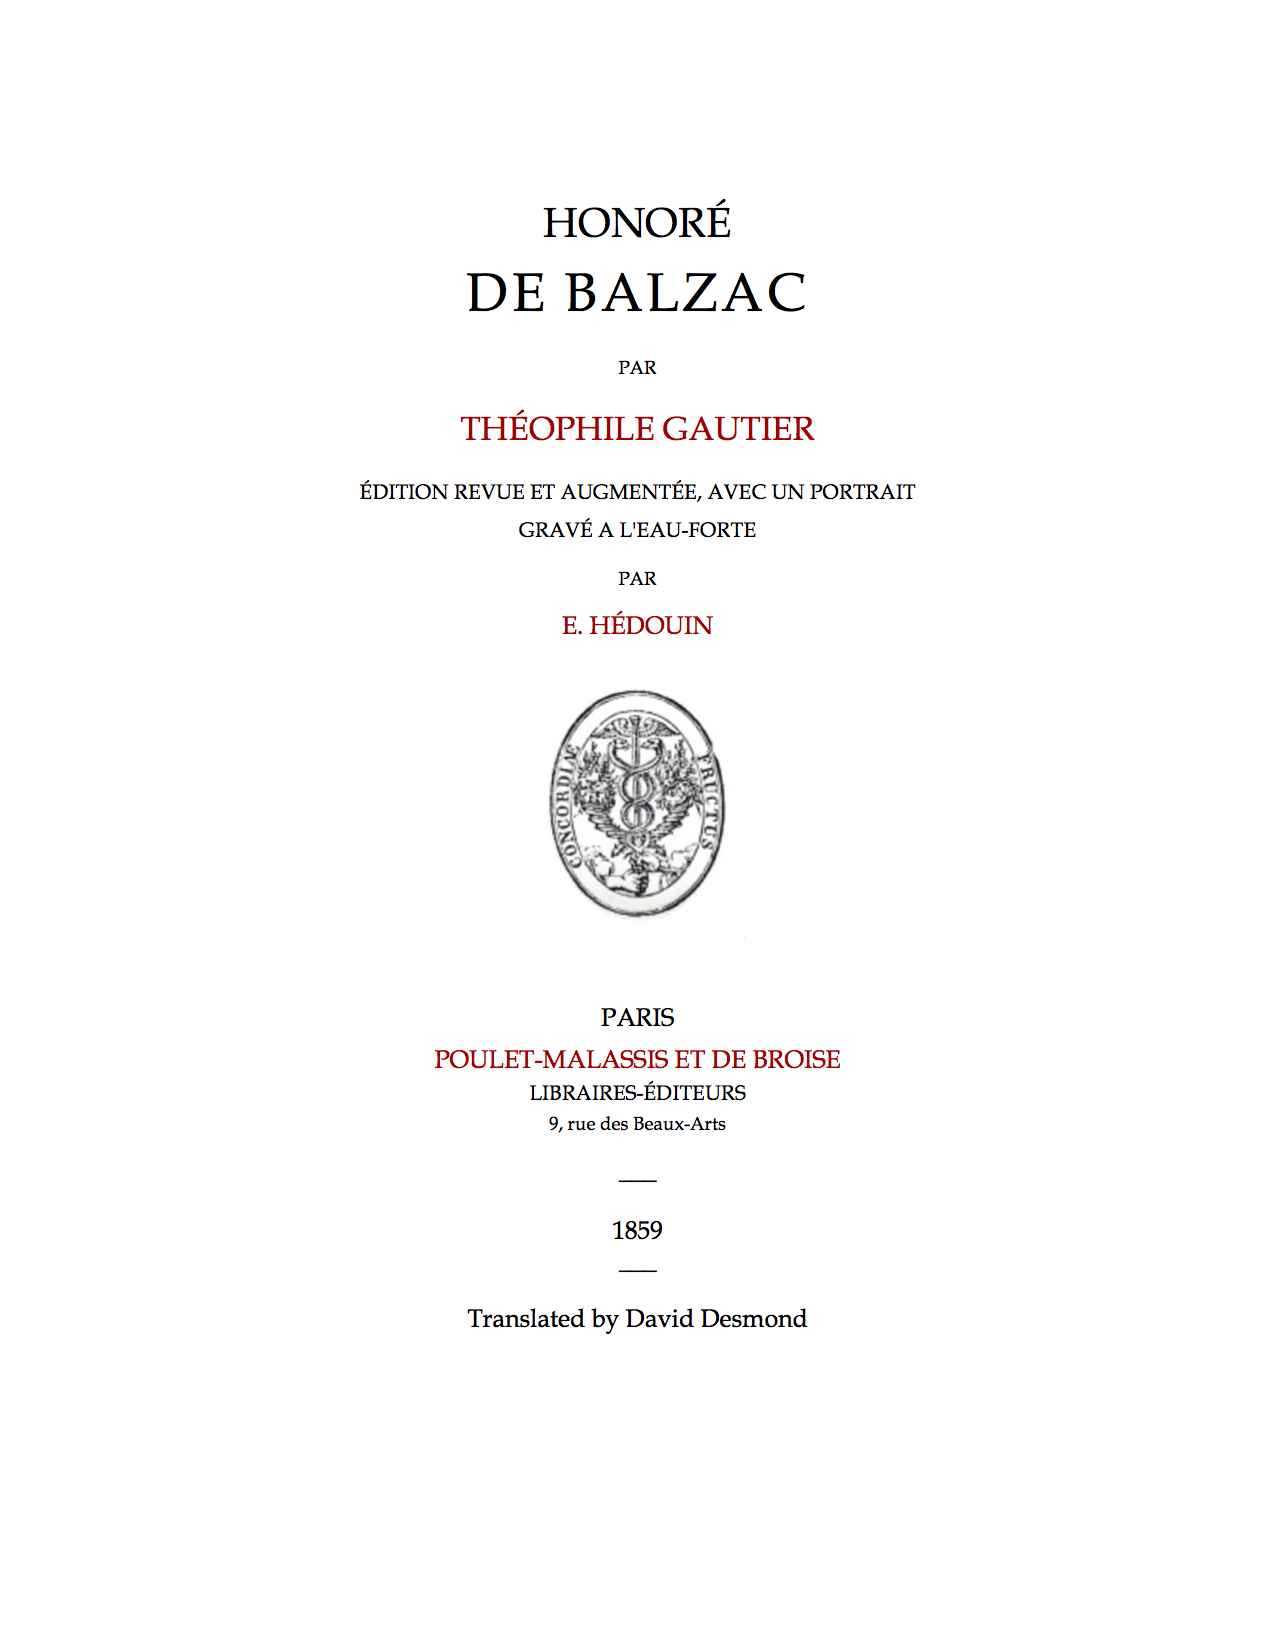 HONORÉ
DE BALZAC
PAR
THÉOPHILE GAUTIER
ÉDITION REVUE ET AUGMENTÉE, AVEC UN PORTRAIT
GRAVÉ A L'EAU-FORTE
PAR
E. HÉDOUIN
CONCORDIÆ FRUCTUS
PARIS
POULET-MALASSIS ET DE BROISE
LIBRAIRES-ÉDITEURS
9, rue des Beaux-Arts
1859
Translated by David Desmond